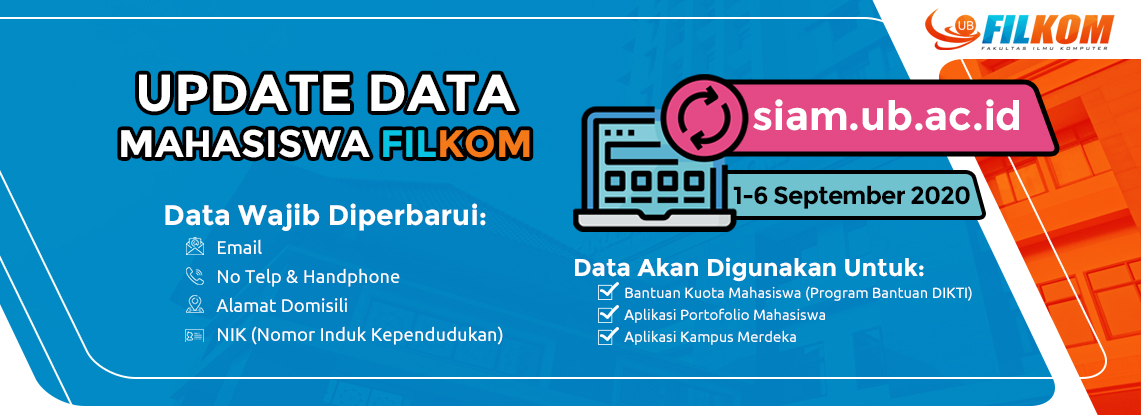 UB FILKOM
FAKULTAS ILMU KOMPUTER
UPDATE DATA
MAHASISWA FILKOM
Data Wajib Diperbarui:
Email
No Telp & Handphone
Alamat Domisili
NIK (Nomor Induk Kependudukan)
siam.ub.ac.id
1-6 September 2020
Data Akan Digunakan Untuk:
Bantuan Kuota Mahasiswa (Program Bantuan DIKTI)
Aplikasi Portofolio Mahasiswa
Aplikasi Kampus Merdeka